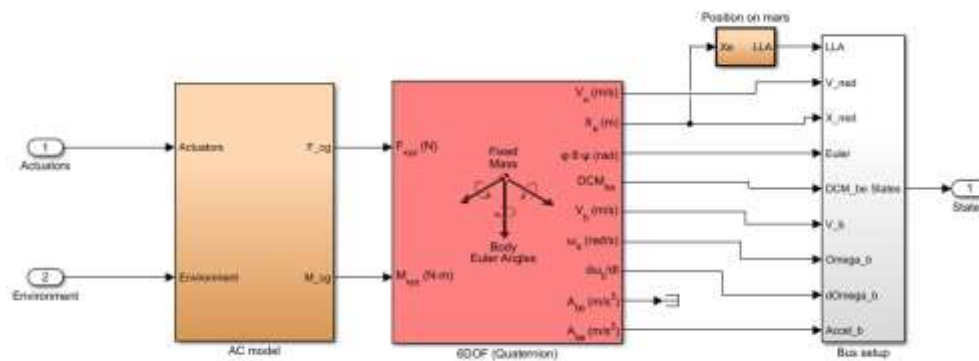 Position on mars
Xe
LLA
LLA
V_ned
X_ned
Euler
DCM_be
States
V_b
Omega_b
dOmega_b
Accel_b
Bus setup
1
States
1
Actuators
2
Environment
Actuators
F_cg
Environment
M_cg
AC model
F_xyz (N)
M_xyz (N-m)
Fixed
Mass
Body
Euler Angles
V_e (m/s)
X_e (m)
φ θ ψ (rad)
DCM_be
V_b (m/s)
ω_b (rad/s)
dω_b/dt
A_bb (m/s²)
A_be (m/s²)
6DOF (Quaternion)